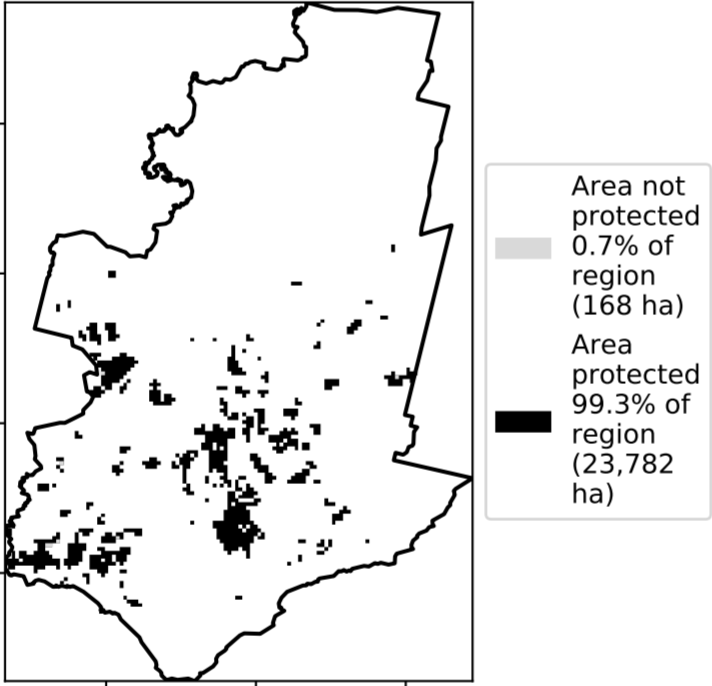 Area not
protected
0.7% of
region
(168 ha)
Area
protected
99.3% of
region
(23,782
ha)